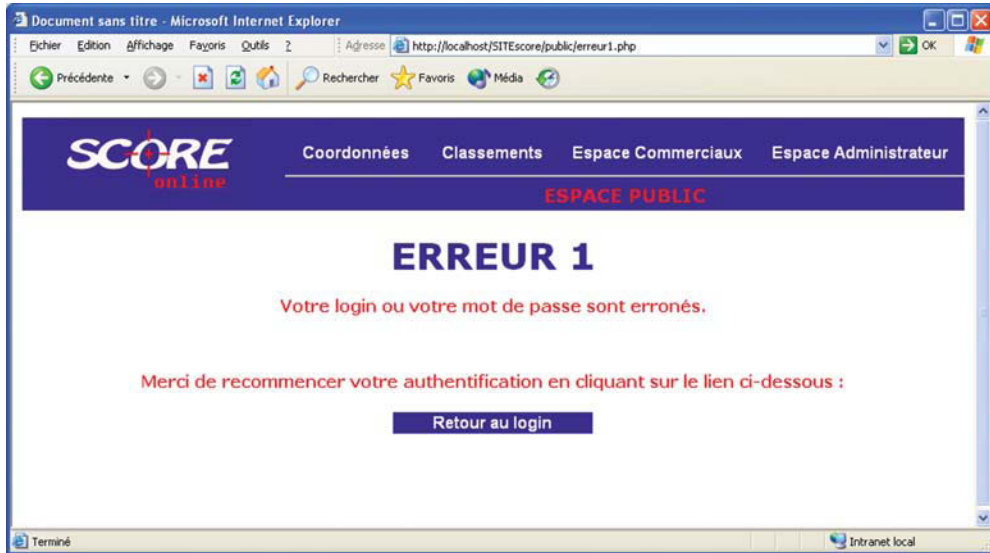 Document sans titre - Microsoft Internet Explorer
Fichier Edition Affichage Favoris Outils ? Adresse http://localhost/SITEscore/public/erreur1.php OK
Précédente Rechercher Favoris Média
SCORE
online
Coordonnées Classements Espace Commerciaux Espace Administrateur
ESPACE PUBLIC
ERREUR 1
Votre login ou votre mot de passe sont erronés.
Merci de recommencer votre authentification en cliquant sur le lien ci-dessous :
Retour au login
Terminé Intranet local